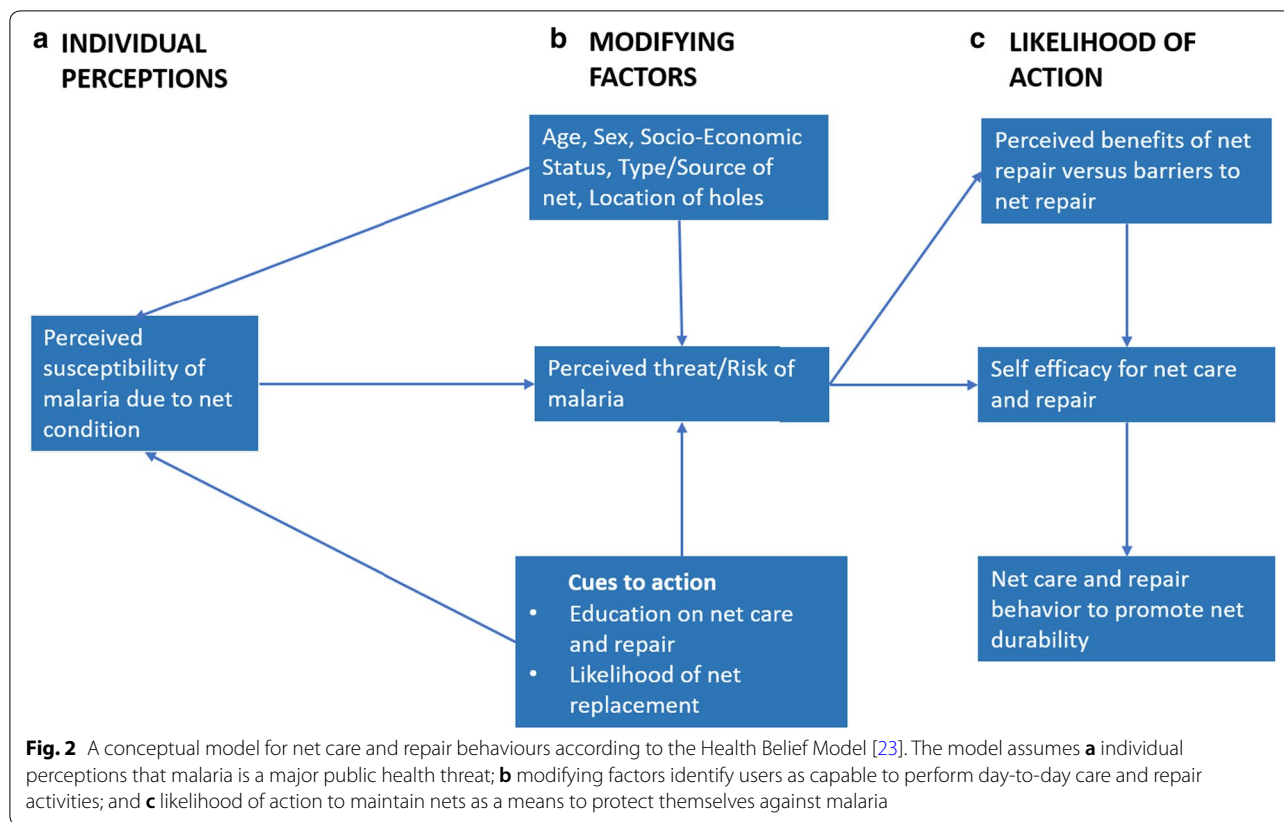 a INDIVIDUAL
PERCEPTIONS
b MODIFYING
FACTORS
c LIKELIHOOD OF
ACTION
Age, Sex, Socio-Economic
Status, Type/Source of
net, Location of holes
Perceived benefits of net
repair versus barriers to
net repair
Perceived
susceptibility of
malaria due to net
condition
Perceived threat/Risk of
malaria
Self efficacy for net care
and repair
Cues to action
• Education on net care
and repair
• Likelihood of net
replacement
Net care and repair
behavior to promote net
durability
Fig. 2 A conceptual model for net care and repair behaviours according to the Health Belief Model [23]. The model assumes a individual
perceptions that malaria is a major public health threat; b modifying factors identify users as capable to perform day-to-day care and repair
activities; and c likelihood of action to maintain nets as a means to protect themselves against malaria